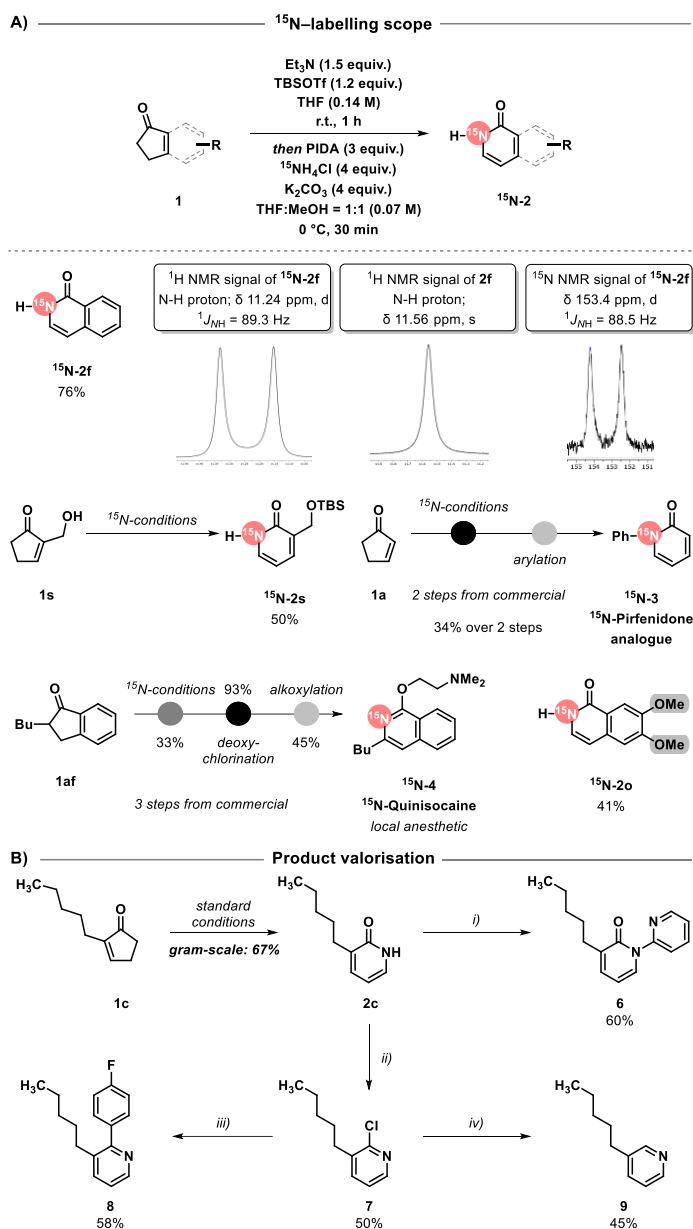 A)
¹⁵N–labelling scope
O
R
1
Et₃N (1.5 equiv.)
TBSOTf (1.2 equiv.)
THF (0.14 M)
r.t., 1 h
then PIDA (3 equiv.)
¹⁵NH₄Cl (4 equiv.)
K₂CO₃ (4 equiv.)
THF:MeOH = 1:1 (0.07 M)
0 °C, 30 min
O
H ¹⁵N
R
¹⁵N-2
O
H ¹⁵N
¹⁵N-2f
76%
¹H NMR signal of ¹⁵N-2f
N-H proton; δ 11.24 ppm, d
¹J_NH = 89.3 Hz
¹H NMR signal of 2f
N-H proton;
δ 11.56 ppm, s
¹⁵N NMR signal of ¹⁵N-2f
δ 153.4 ppm, d
¹J_NH = 88.5 Hz
155 154 153 152 151
O
OH
1s
¹⁵N-conditions
O
OTBS
H ¹⁵N
¹⁵N-2s
50%
O
1a
¹⁵N-conditions
arylation
2 steps from commercial
34% over 2 steps
O
Ph ¹⁵N
¹⁵N-3
¹⁵N-Pirfenidone
analogue
O
Bu
1af
¹⁵N-conditions
93%
alkoxylation
33%
deoxy-
chlorination
45%
3 steps from commercial
O
NMe₂
¹⁵N
Bu
¹⁵N-4
¹⁵N-Quinisocaine
local anesthetic
O
H ¹⁵N
OMe
OMe
¹⁵N-2o
41%
B)
Product valorisation
H₃C
O
1c
standard
conditions
gram-scale: 67%
H₃C
O
NH
2c
i)
H₃C
N
O
N
6
60%
ii)
F
H₃C
N
8
58%
iii)
H₃C
Cl
N
7
50%
iv)
H₃C
N
9
45%